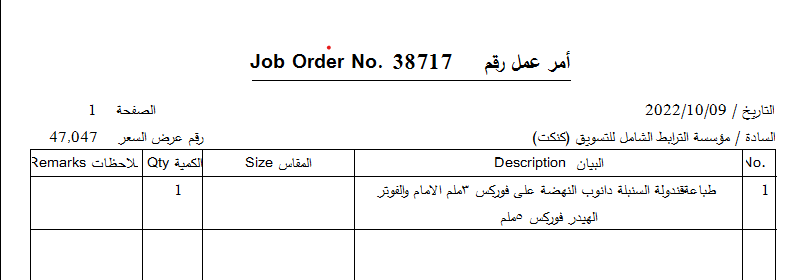 Job Order No. 38717 أمر عمل رقم
التاريخ / 2022/10/09 الصفحة 1
السادة / مؤسسة الترابط الشامل للتسويق (كنكت) رقم عرض السعر 47,047
No. البيان Description المقاس Size الكمية Qty ملاحظات Remarks
1 طباعةقندولة السنبلة دانوب النهضة على فوركس ٣ملم الامام والفوتر 1
الهيدر فوركس ٥ملم